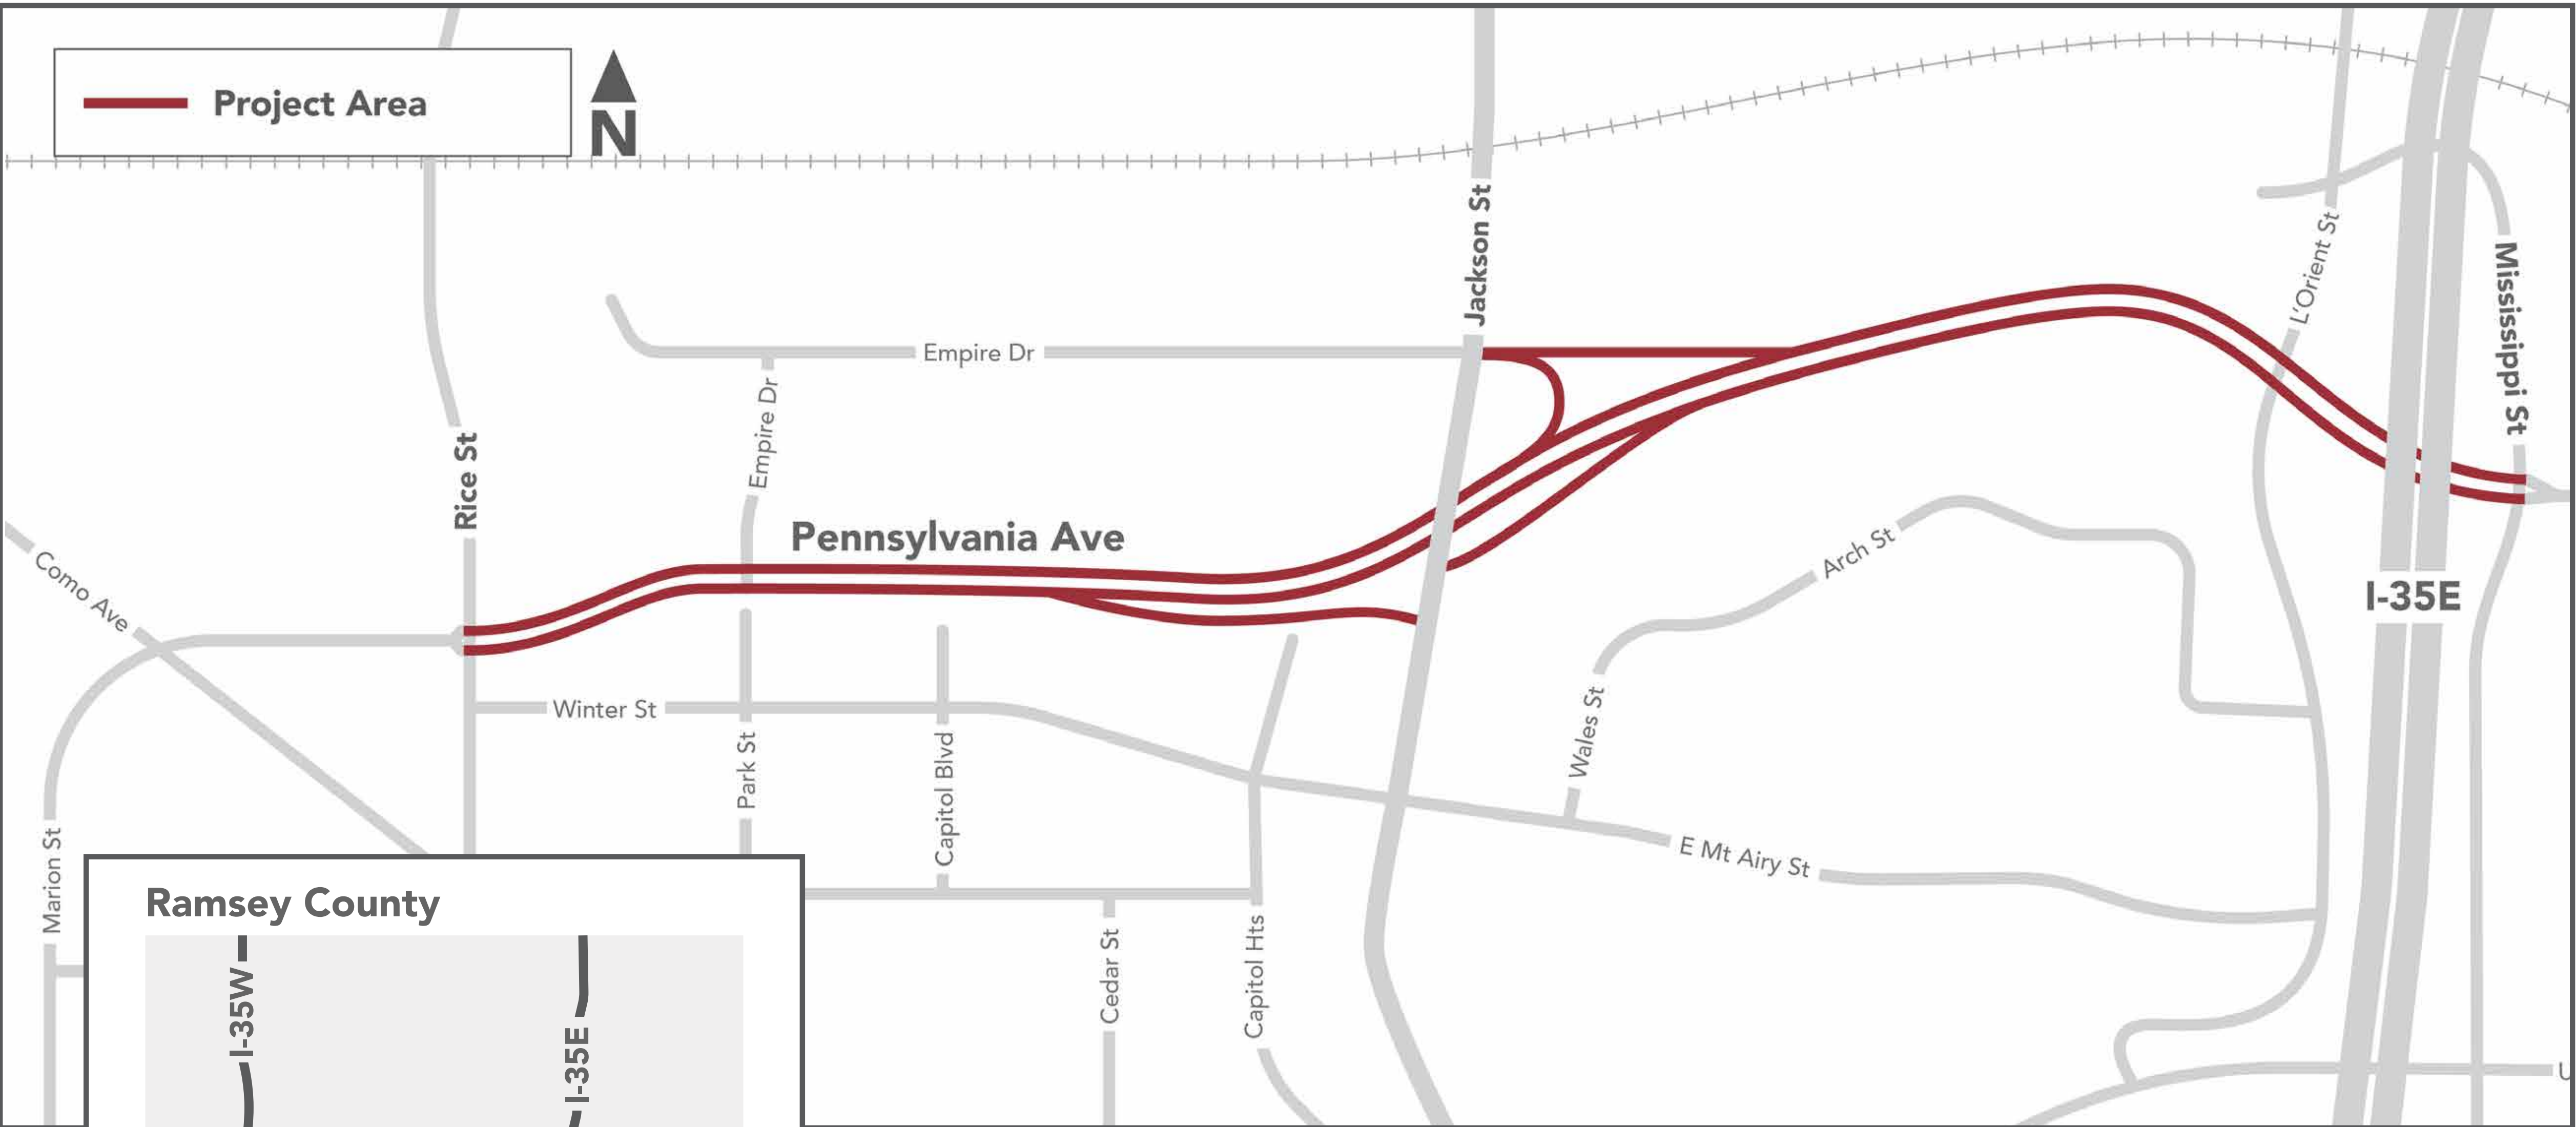 Project Area
N
Jackson St
L'Orient St
Mississippi St
Empire Dr
Empire Dr
Rice St
Pennsylvania Ave
Como Ave
Arch St
I-35E
Winter St
Wales St
Park St
Capitol Blvd
E Mt Airy St
Marion St
Ramsey County
Cedar St
Capitol Hts
I-35W
I-35E